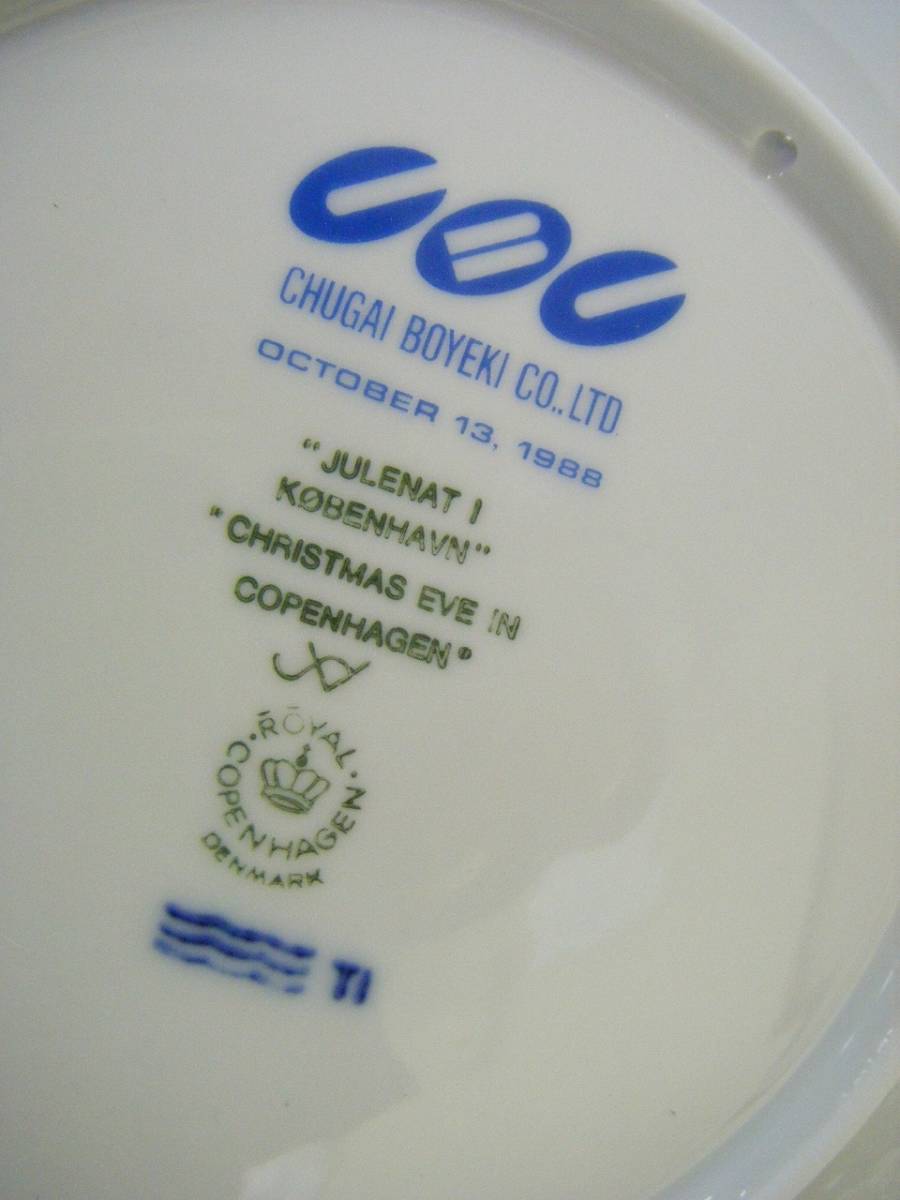 CBC
CHUGAI BOYEKI CO., LTD.
OCTOBER 13, 1988
"JULENAT I
KØBENHAVN"
"CHRISTMAS EVE IN
COPENHAGEN"
ROYAL
COPENHAGEN
DENMARK
TI